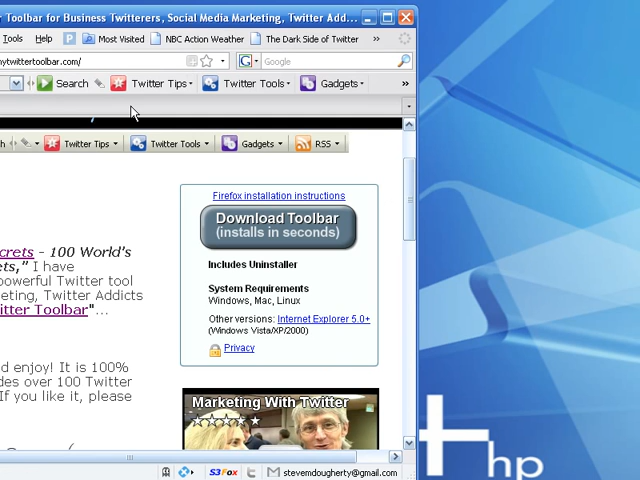 Toolbar for Business Twitterers, Social Media Marketing, Twitter Add...
Tools Help Most Visited NBC Action Weather The Dark Side of Twitter »
mytwittertoolbar.com/ Google
Search Twitter Tips Twitter Tools Gadgets »
h Twitter Tips Twitter Tools Gadgets RSS
Firefox installation instructions
Download Toolbar
(installs in seconds)
Includes Uninstaller
System Requirements
Windows, Mac, Linux
Other versions: Internet Explorer 5.0+
(Windows Vista/XP/2000)
Privacy
crets - 100 World's
ets," I have
powerful Twitter tool
eting, Twitter Addicts
itter Toolbar"...
d enjoy! It is 100%
des over 100 Twitter
If you like it, please
Marketing With Twitter
S3Fox stevemdougherty@gmail.com
hp